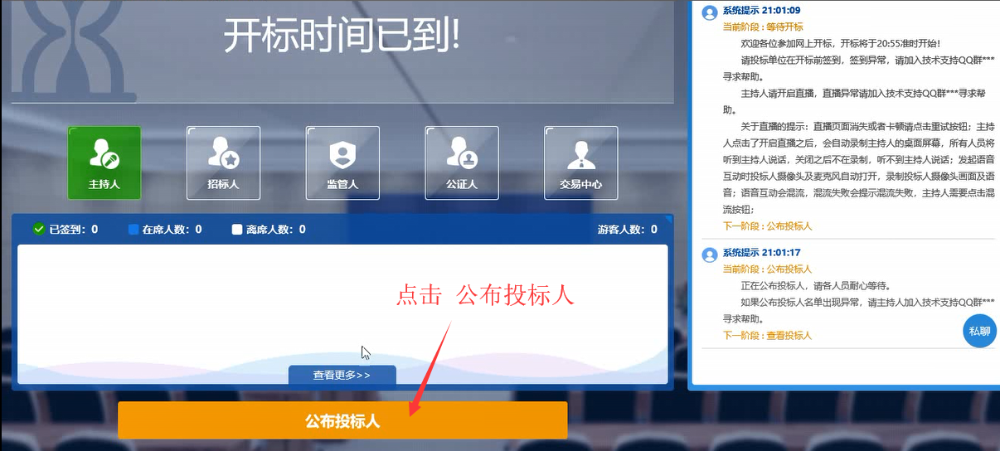 开标时间已到!
主持人
招标人
监管人
公证人
交易中心
已签到：0
在席人数：0
离席人数：0
游客人数：0
点击 公布投标人
查看更多>>
公布投标人
系统提示 21:01:09
当前阶段 : 等待开标
欢迎各位参加网上开标，开标将于20:55准时开始!
请投标单位在开标前签到，签到异常，请加入技术支持QQ群***
寻求帮助。
主持人请开启直播，直播异常请加入技术支持QQ群***寻求帮
助。
关于直播的提示：直播页面消失或者卡顿请点击重试按钮；主持
人点击了开启直播之后，会自动录制主持人的桌面屏幕，所有人员将
听到主持人说话，关闭之后不在录制，听不到主持人说话；发起语音
互动时投标人摄像头及麦克风自动打开，录制投标人摄像头画面及语
音；语音互动会混流，混流失败会提示混流失败，主持人需要点击混
流按钮；
下一阶段 : 公布投标人
系统提示 21:01:17
当前阶段 : 公布投标人
正在公布投标人，请各人员耐心等待。
如果公布投标人名单出现异常，请主持人加入技术支持QQ群***
寻求帮助。
下一阶段 : 查看投标人
私聊